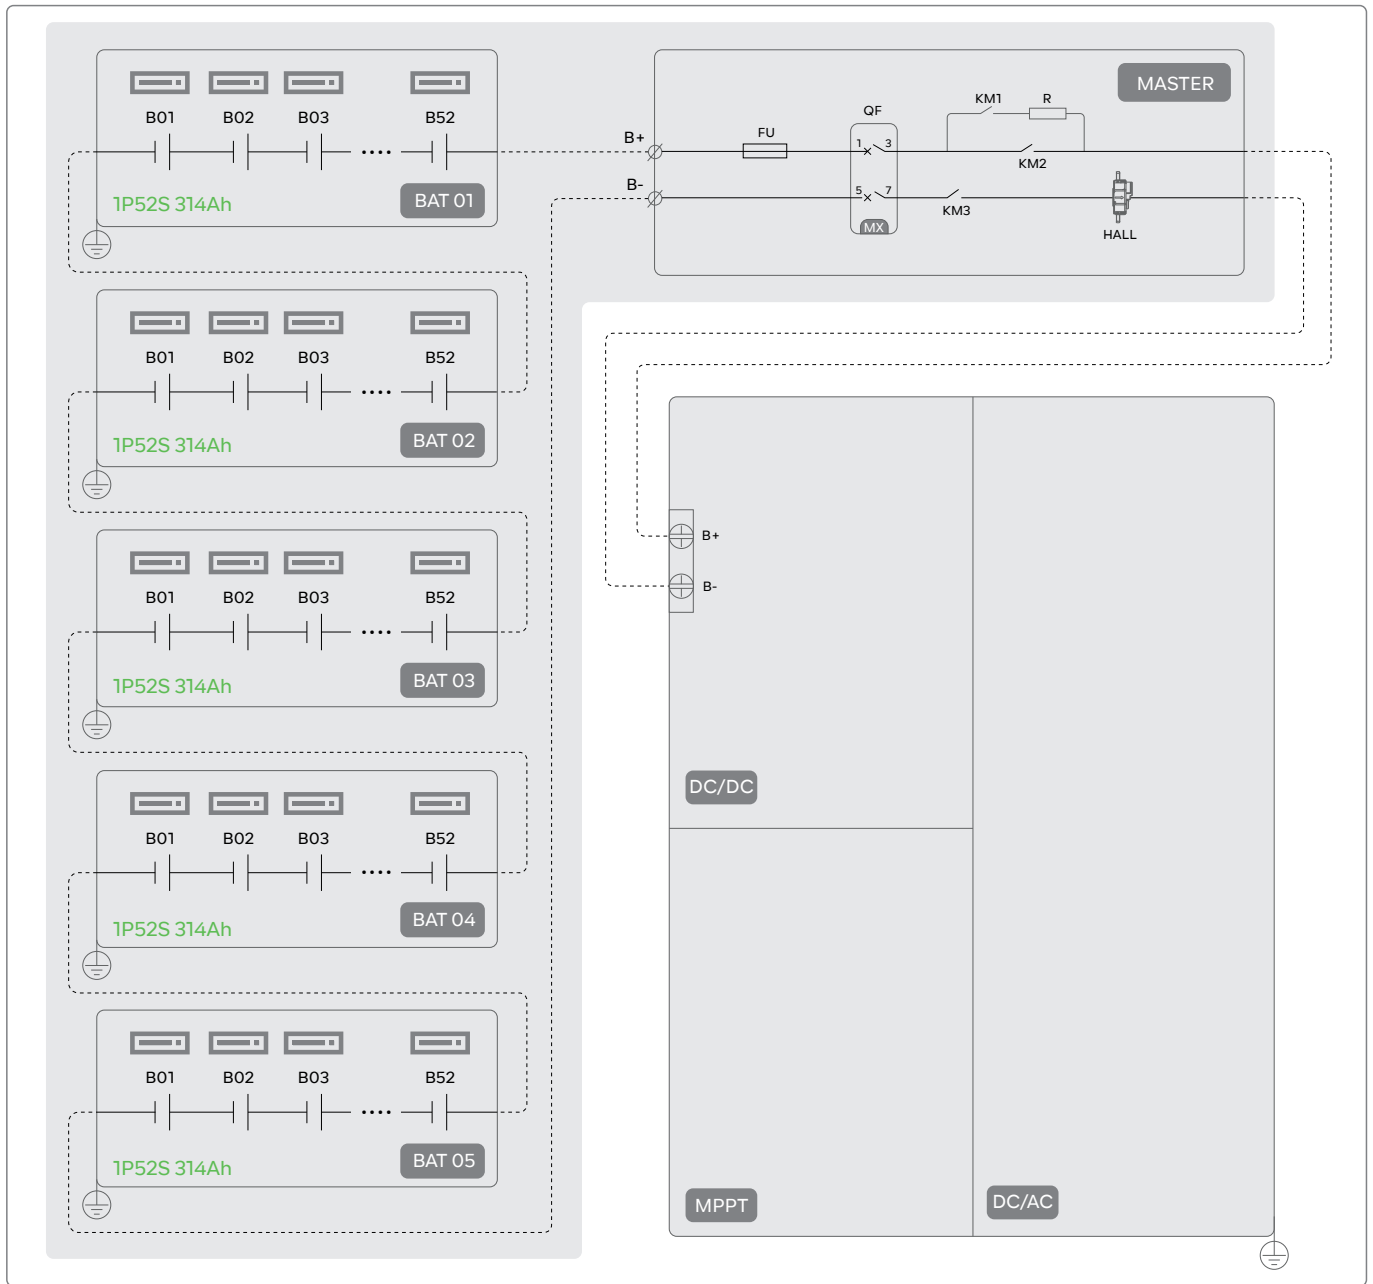 MASTER
B01 B02 B03 B52
1P52S 314Ah
BAT 01
B+
B-
FU
QF
1 3
5 7
MX
KM1 R
KM2
KM3
HALL
B01 B02 B03 B52
1P52S 314Ah
BAT 02
B01 B02 B03 B52
1P52S 314Ah
BAT 03
B01 B02 B03 B52
1P52S 314Ah
BAT 04
B01 B02 B03 B52
1P52S 314Ah
BAT 05
B+
B-
DC/DC
MPPT
DC/AC